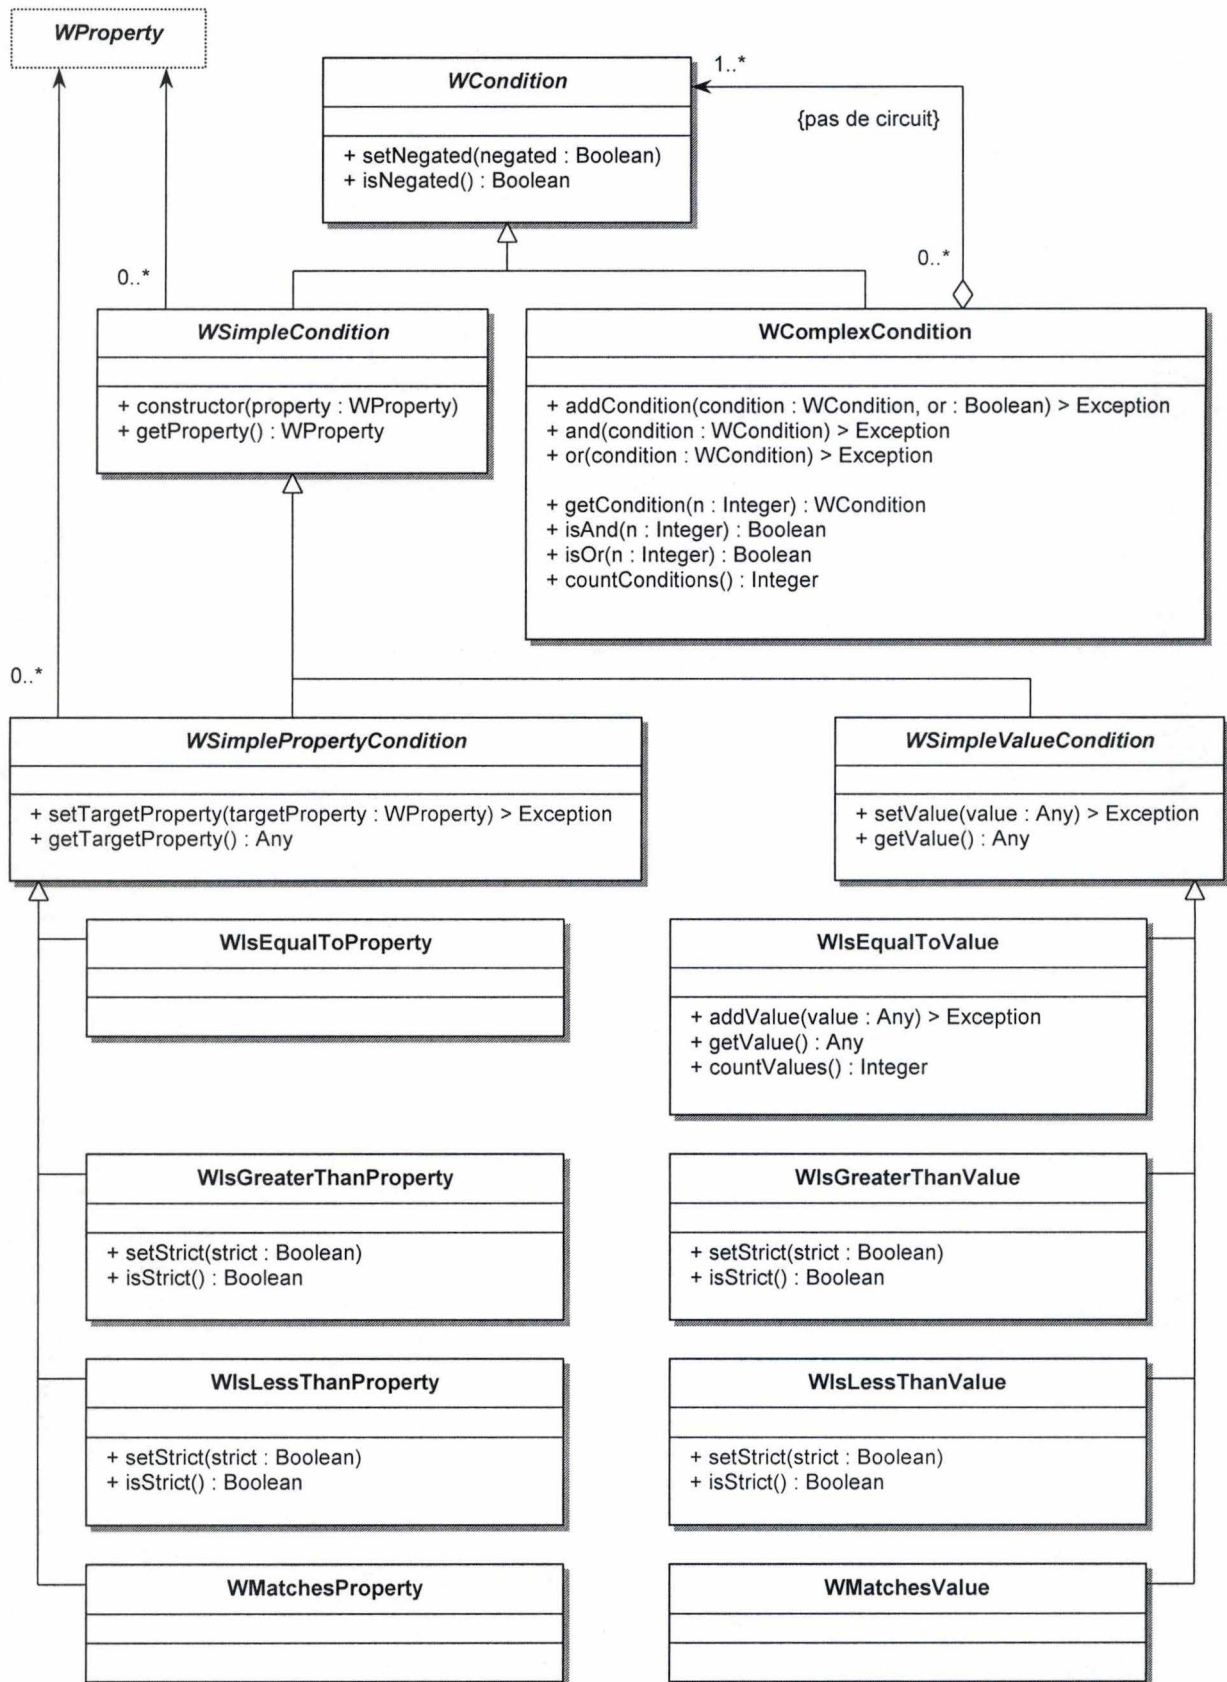 WProperty
WCondition
+ setNegated(negated : Boolean)
+ isNegated() : Boolean
1..*
{pas de circuit}
0..*
0..*
WSimpleCondition
+ constructor(property : WProperty)
+ getProperty() : WProperty
WComplexCondition
+ addCondition(condition : WCondition, or : Boolean) > Exception
+ and(condition : WCondition) > Exception
+ or(condition : WCondition) > Exception
+ getCondition(n : Integer) : WCondition
+ isAnd(n : Integer) : Boolean
+ isOr(n : Integer) : Boolean
+ countConditions() : Integer
0..*
WSimplePropertyCondition
+ setTargetProperty(targetProperty : WProperty) > Exception
+ getTargetProperty() : Any
WSimpleValueCondition
+ setValue(value : Any) > Exception
+ getValue() : Any
WIsEqualToProperty
WIsEqualToValue
+ addValue(value : Any) > Exception
+ getValue() : Any
+ countValues() : Integer
WIsGreaterThanProperty
+ setStrict(strict : Boolean)
+ isStrict() : Boolean
WIsGreaterThanValue
+ setStrict(strict : Boolean)
+ isStrict() : Boolean
WIsLessThanProperty
+ setStrict(strict : Boolean)
+ isStrict() : Boolean
WIsLessThanValue
+ setStrict(strict : Boolean)
+ isStrict() : Boolean
WMatchesProperty
WMatchesValue